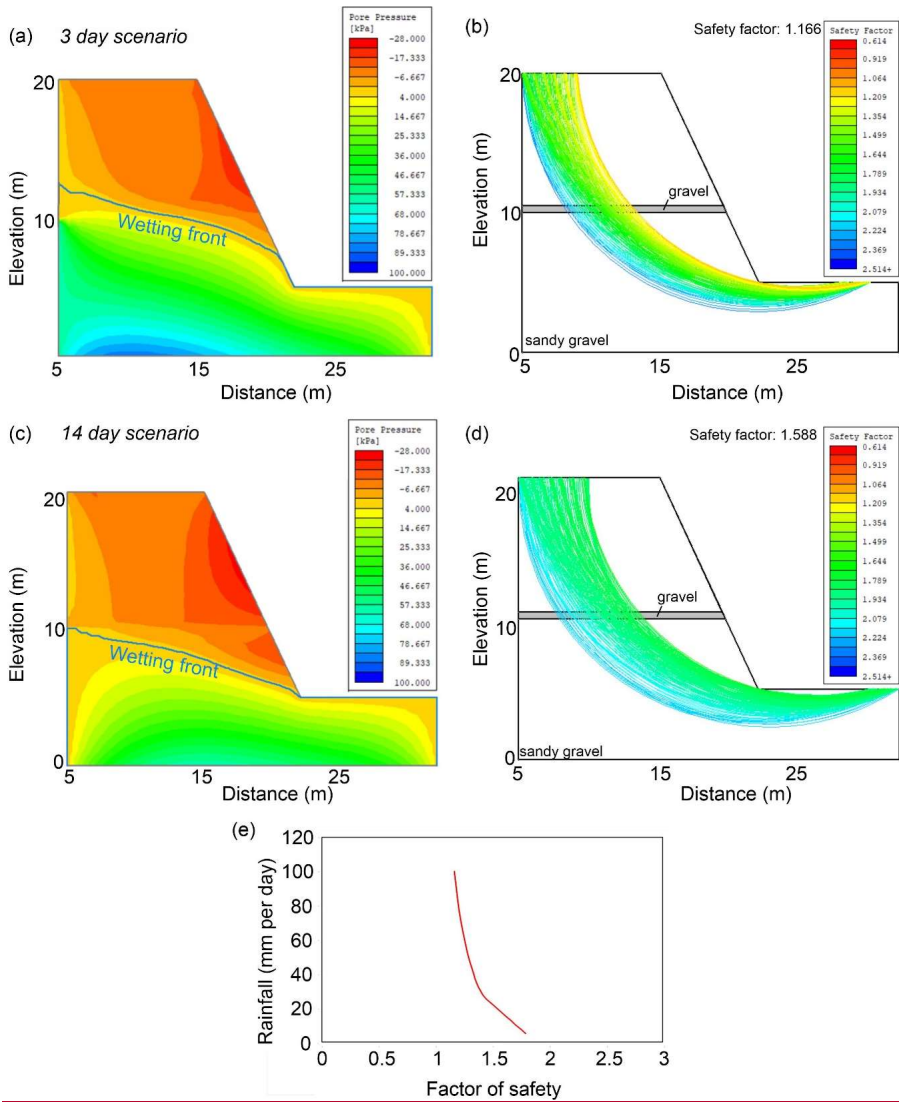 (a) 3 day scenario
Pore Pressure
[kPa]
-28.000
-17.333
-6.667
4.000
14.667
25.333
36.000
46.667
57.333
68.000
78.667
89.333
100.000
20
10
0
Elevation (m)
Wetting front
5 15 25
Distance (m)
(b)
Safety factor: 1.166
Safety Factor
0.614
0.919
1.064
1.209
1.354
1.499
1.644
1.789
1.934
2.079
2.224
2.369
2.514+
20
10
0
Elevation (m)
gravel
sandy gravel
5 15 25
Distance (m)
(c) 14 day scenario
Pore Pressure
[kPa]
-28.000
-17.333
-6.667
4.000
14.667
25.333
36.000
46.667
57.333
68.000
78.667
89.333
100.000
20
10
0
Elevation (m)
Wetting front
5 15 25
Distance (m)
(d)
Safety factor: 1.588
Safety Factor
0.614
0.919
1.064
1.209
1.354
1.499
1.644
1.789
1.934
2.079
2.224
2.369
2.514+
20
10
0
Elevation (m)
gravel
sandy gravel
5 15 25
Distance (m)
(e)
120
100
80
60
40
20
0
Rainfall (mm per day)
0 0.5 1 1.5 2 2.5 3
Factor of safety